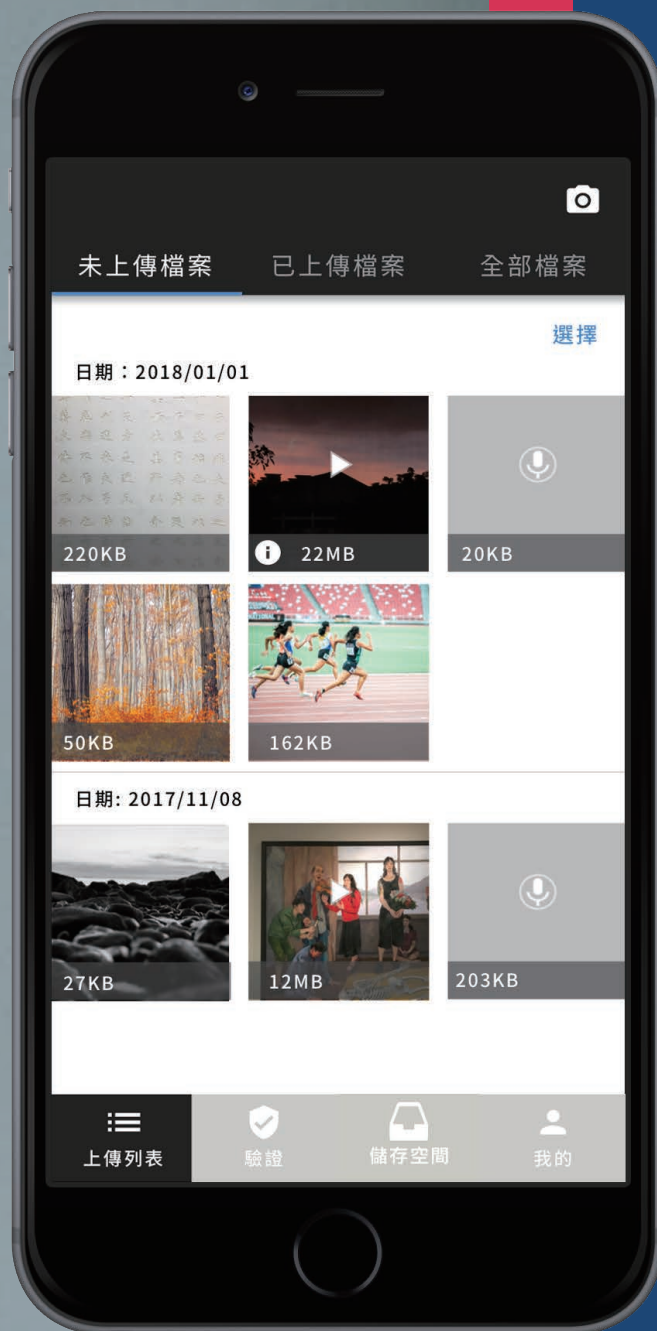 未上傳檔案 已上傳檔案 全部檔案
選擇
日期：2018/01/01
220KB 22MB 20KB
50KB 162KB
日期: 2017/11/08
27KB 12MB 203KB
上傳列表 驗證 儲存空間 我的